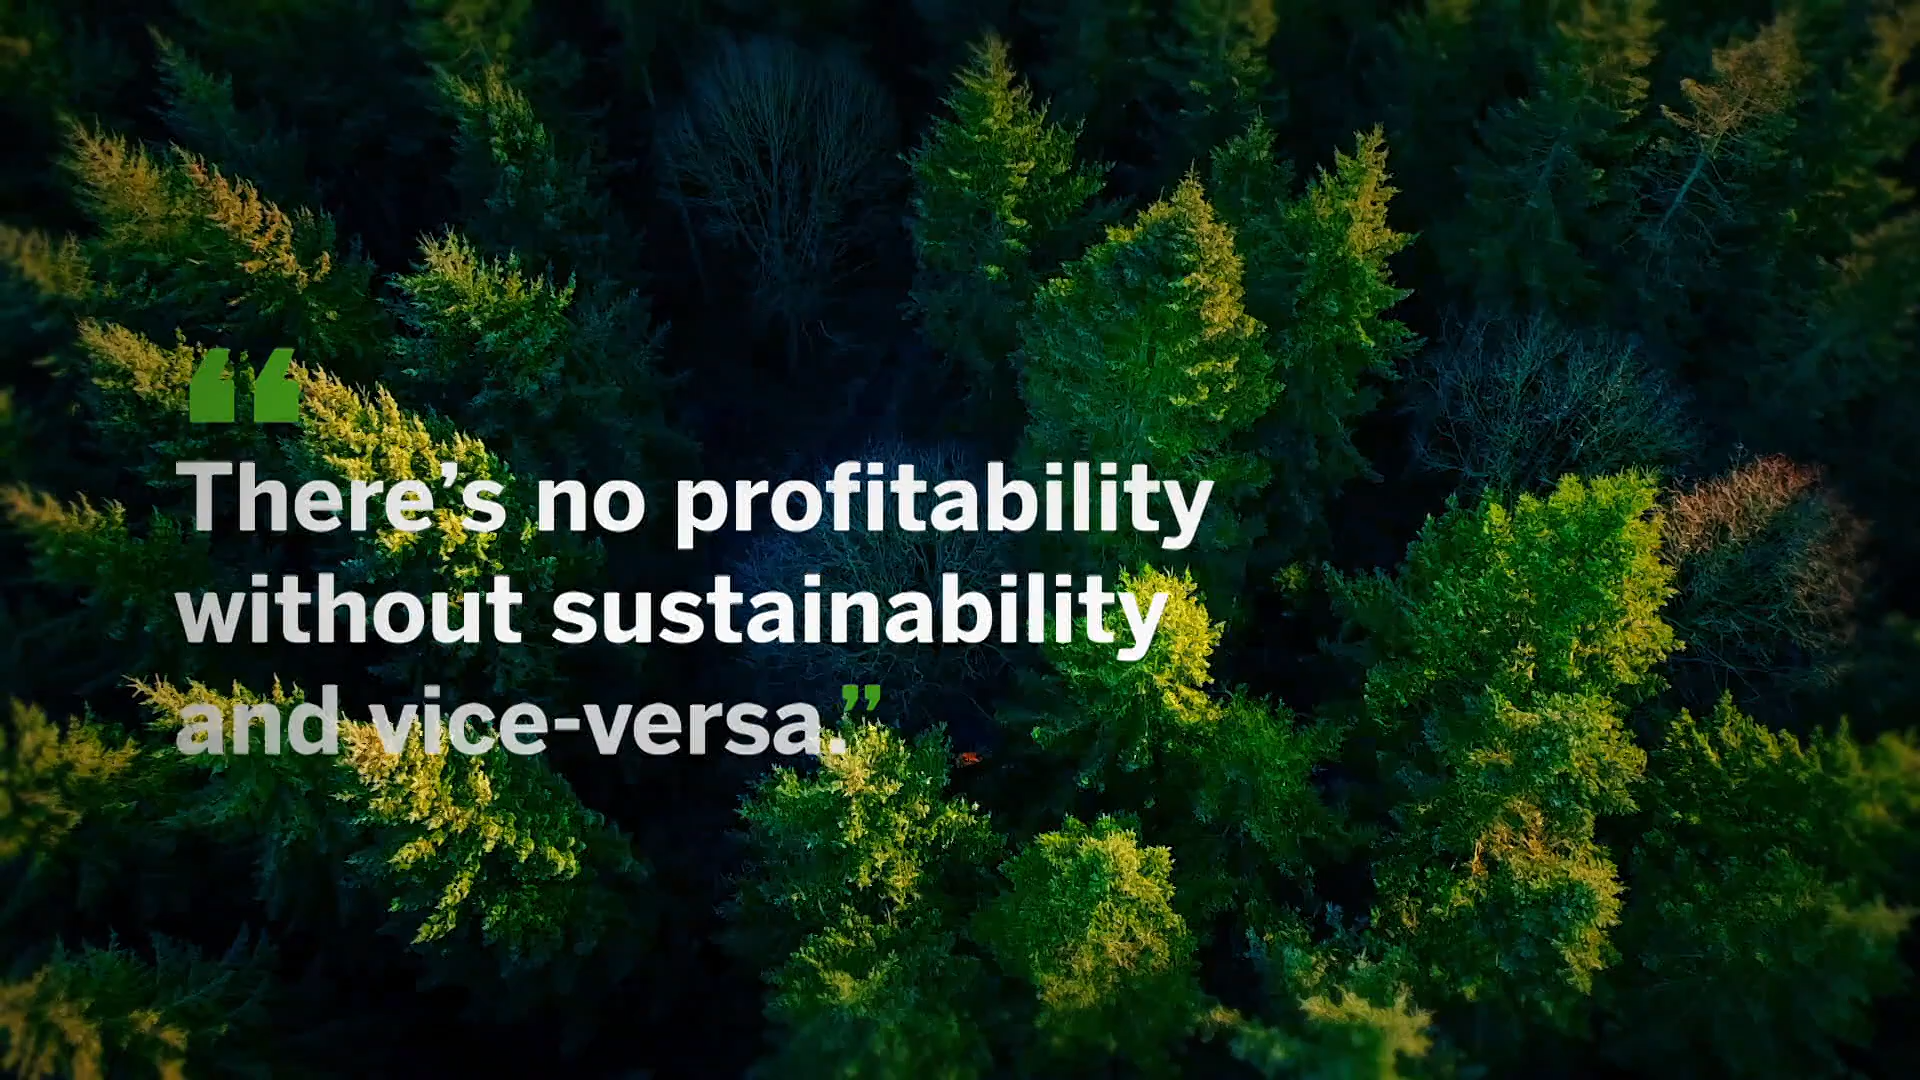 “
There’s no profitability
without sustainability
and vice-versa.”